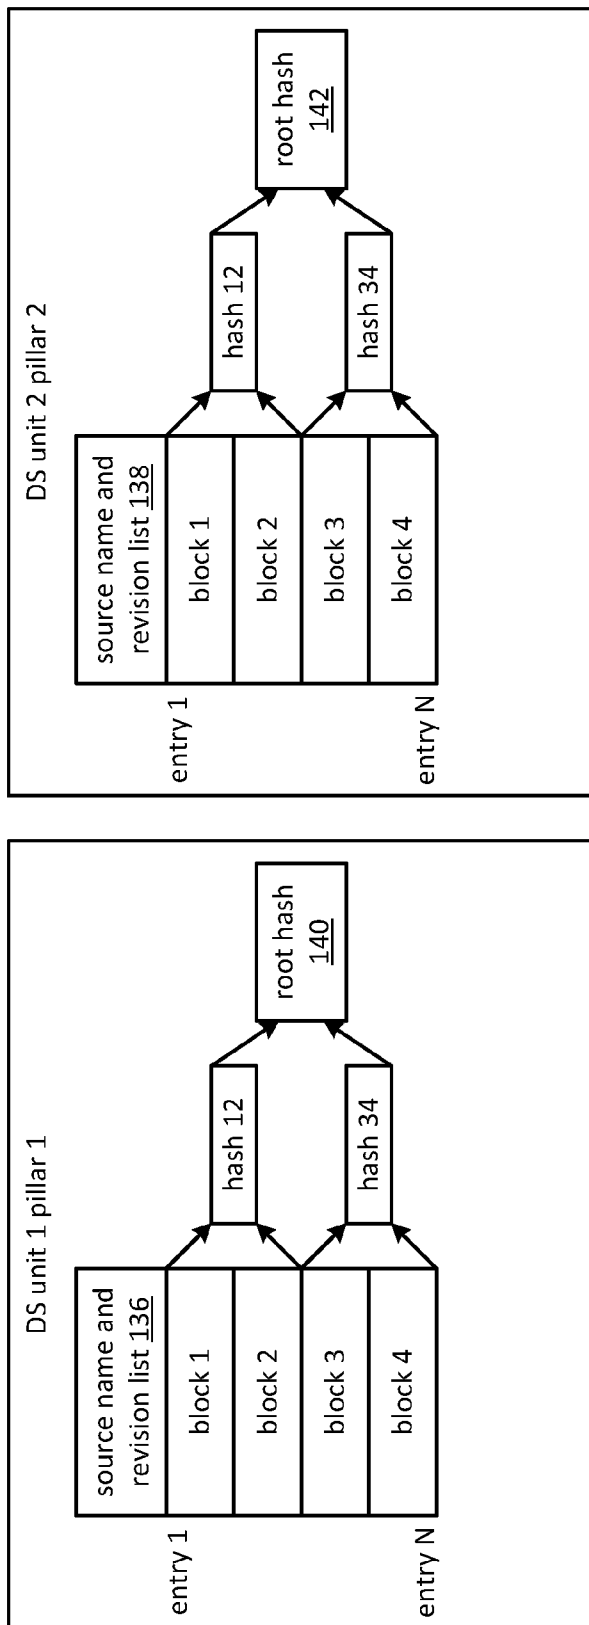 DS unit 1 pillar 1
source name and
revision list 136
entry 1
block 1
block 2
block 3
block 4
entry N
hash 12
hash 34
root hash
140
DS unit 2 pillar 2
source name and
revision list 138
entry 1
block 1
block 2
block 3
block 4
entry N
hash 12
hash 34
root hash
142